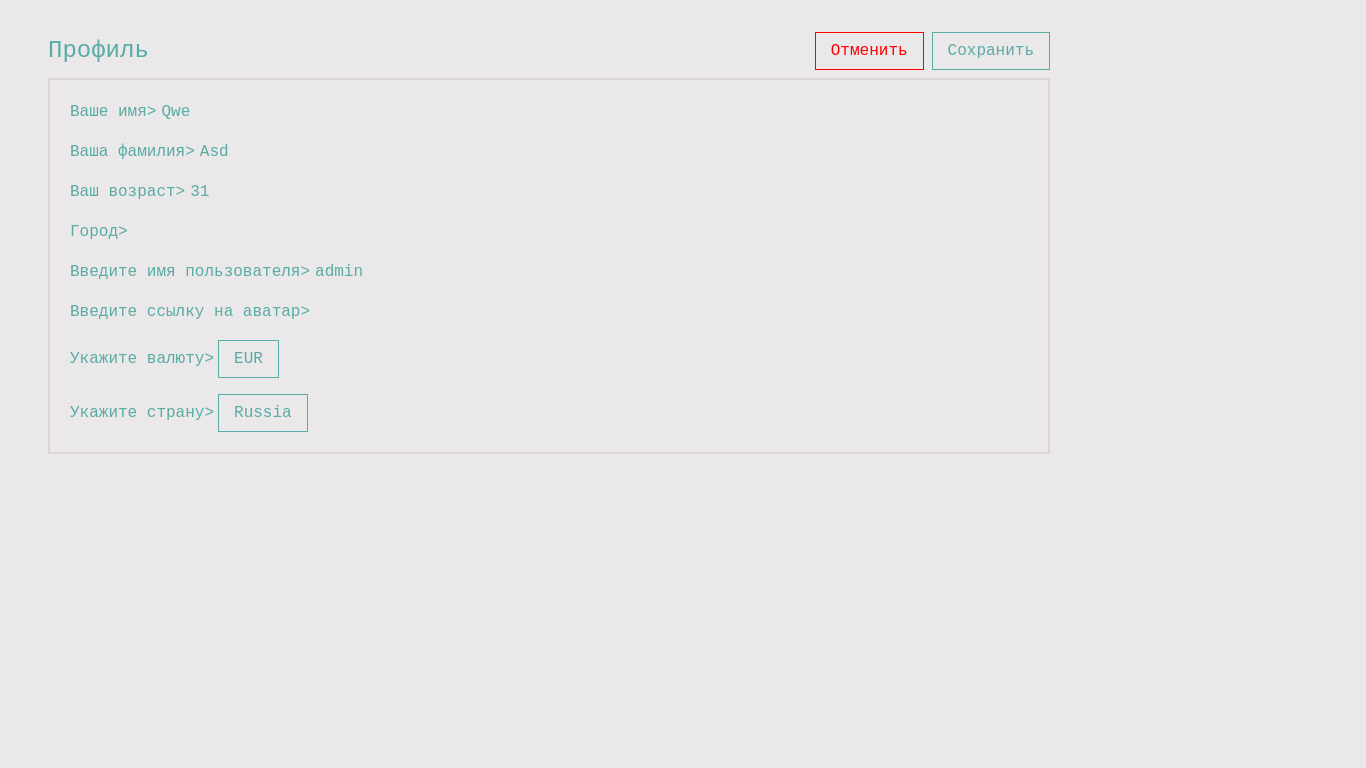 Профиль
Отменить
Сохранить
Ваше имя> Qwe
Ваша фамилия> Asd
Ваш возраст> 31
Город>
Введите имя пользователя> admin
Введите ссылку на аватар>
Укажите валюту> EUR
Укажите страну> Russia